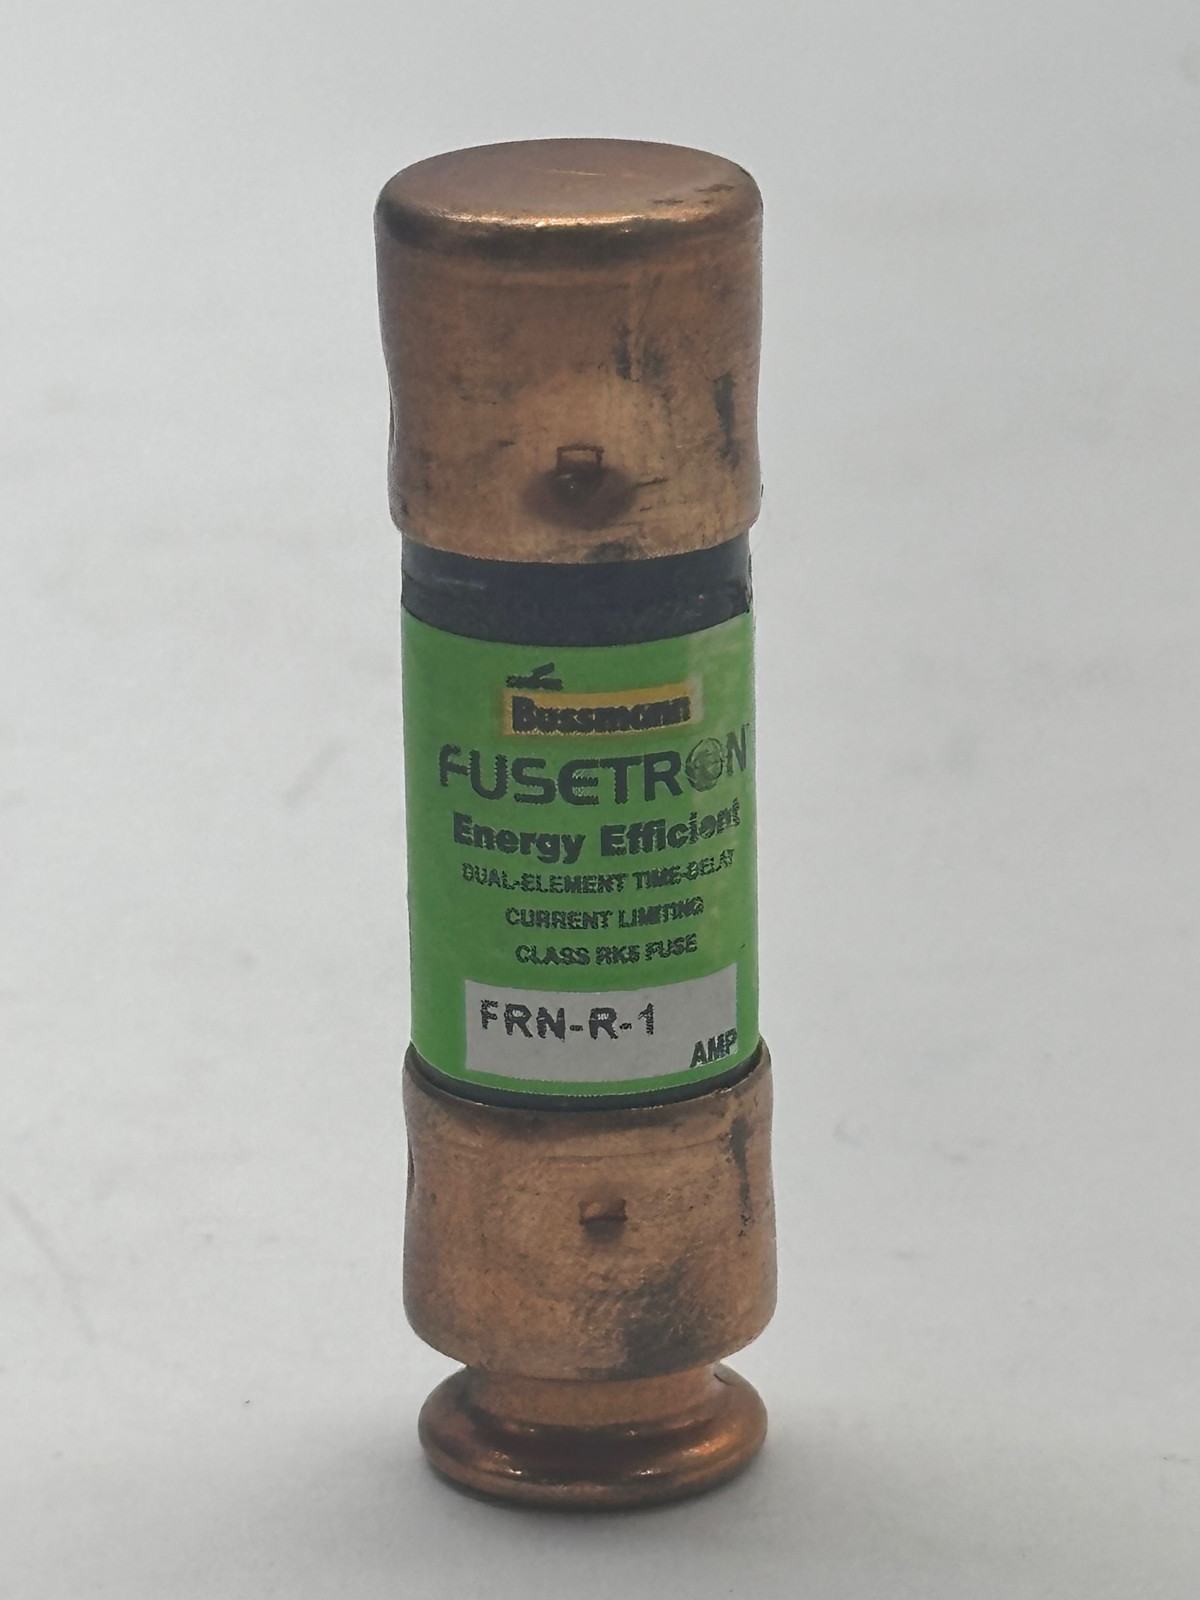 Bussmann
FUSETRON
Energy Efficient
DUAL-ELEMENT TIME-DELAY
CURRENT LIMITING
CLASS RK5 FUSE
FRN-R-1
AMP